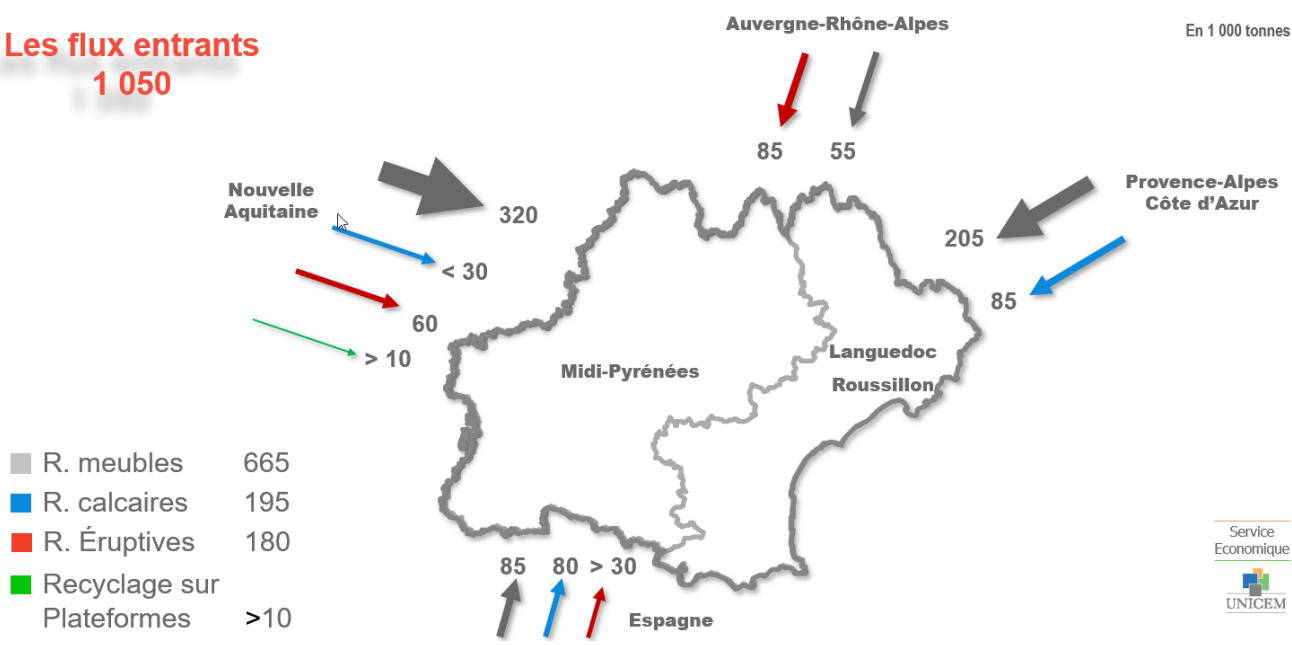 Les flux entrants
1 050
Auvergne-Rhône-Alpes
En 1 000 tonnes
85
55
Nouvelle
Aquitaine
320
< 30
60
> 10
Provence-Alpes
Côte d'Azur
205
85
Midi-Pyrénées
Languedoc
Roussillon
R. meubles 665
R. calcaires 195
R. Éruptives 180
Recyclage sur
Plateformes >10
85 80 > 30
Espagne
Service
Economique
UNICEM